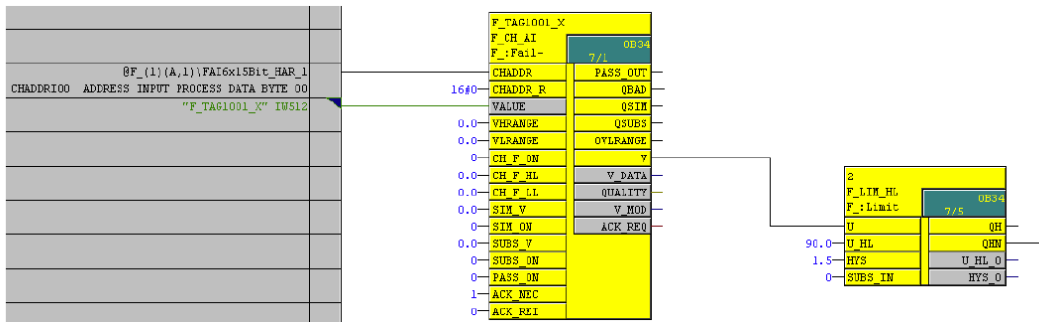 @F_(1)(A,1)\FAI6x15Bit_HAR_1
CHADDRI00 ADDRESS INPUT PROCESS DATA BYTE 00
"F_TAG1001_X" IW512
F_TAG1001_X
F_CH_AI
F_:Fail-
OB34
7/1
CHADDR PASS_OUT
16#0 CHADDR_R QBAD
VALUE QSIM
0.0 VHRANGE QSUBS
0.0 VLRANGE OVLRANGE
0 CH_F_ON V
0.0 CH_F_HL V_DATA
0.0 CH_F_LL QUALITY
0.0 SIM_V V_MOD
0 SIM_ON ACK_REQ
0.0 SUBS_V
0 SUBS_ON
0 PASS_ON
1 ACK_NEC
0 ACK_REI
2
F_LIM_HL
F_:Limit
OB34
7/5
U QH
90.0 U_HL QHN
1.5 HYS U_HL_O
0 SUBS_IN HYS_O